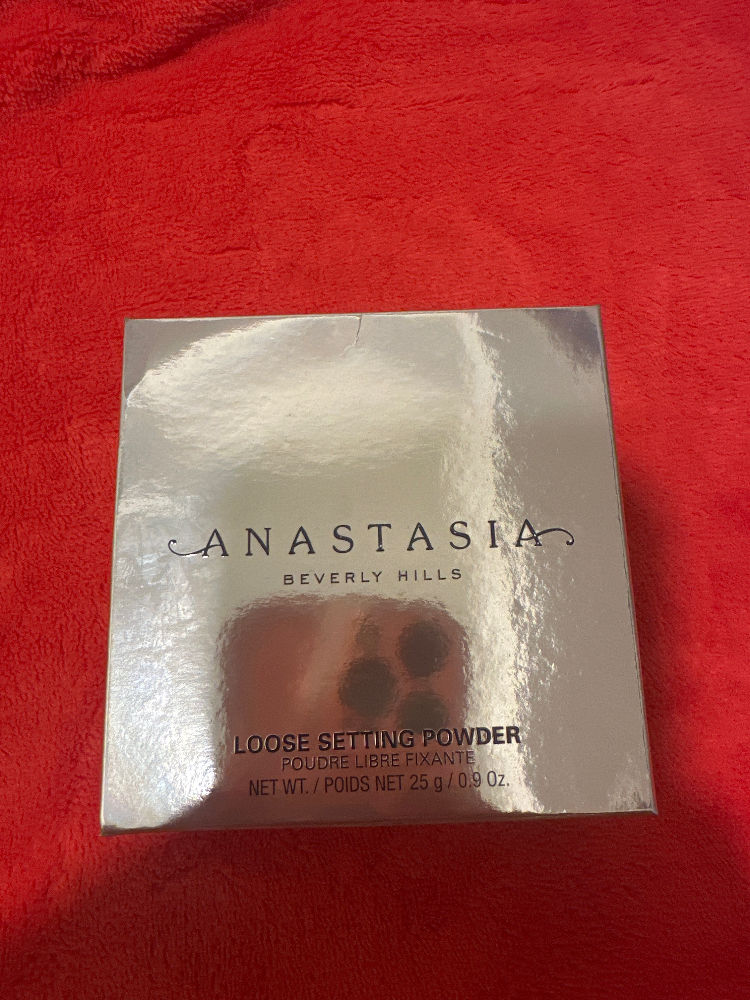 ANASTASIA
BEVERLY HILLS
LOOSE SETTING POWDER
POUDRE LIBRE FIXANTE
NET WT. / POIDS NET 25 g / 0.9 Oz.